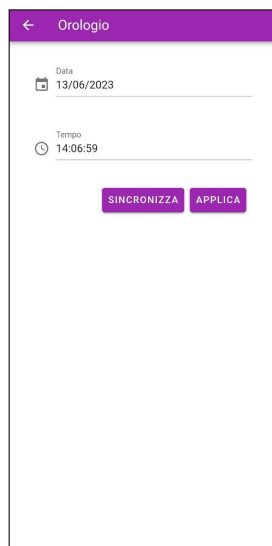 Orologio
Data
13/06/2023
Tempo
14:06:59
SINCRONIZZA APPLICA